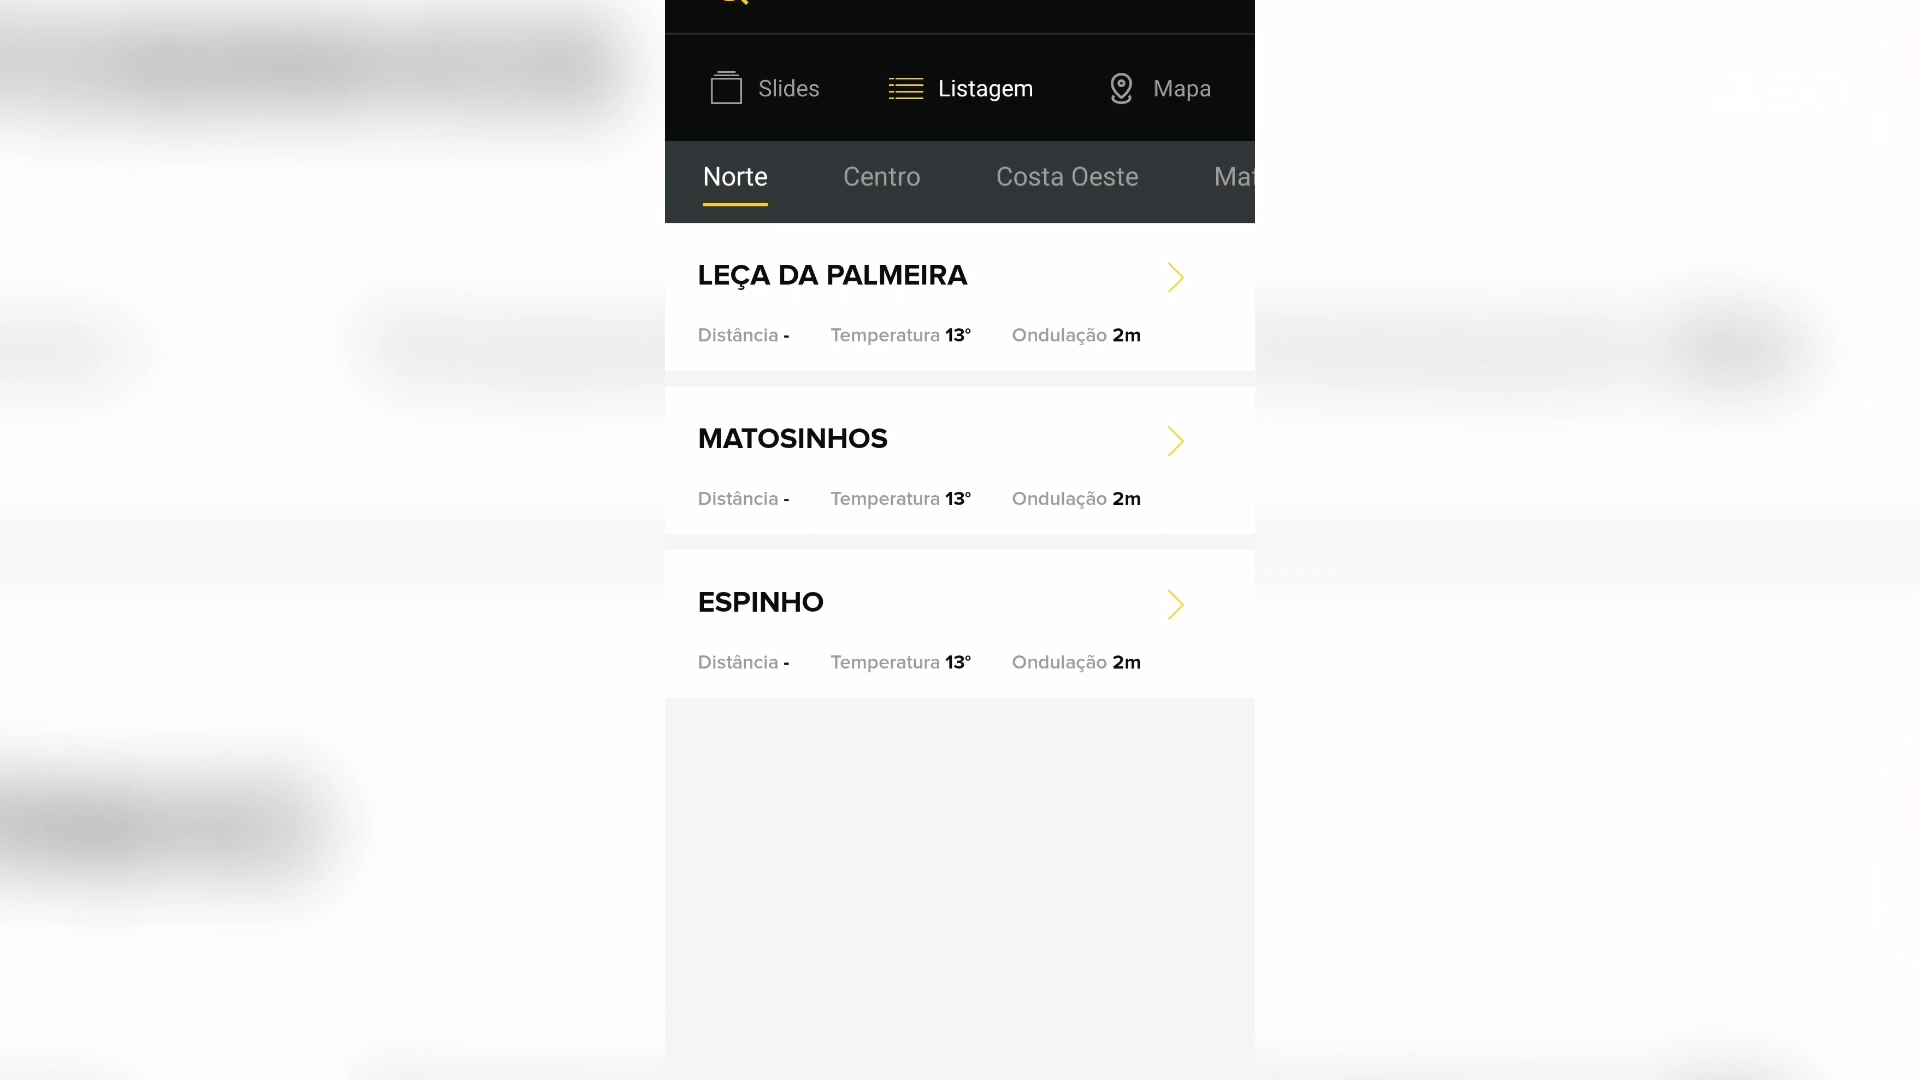 Slides Listagem Mapa
Norte Centro Costa Oeste
LEÇA DA PALMEIRA
Distância - Temperatura 13° Ondulação 2m
MATOSINHOS
Distância - Temperatura 13° Ondulação 2m
ESPINHO
Distância - Temperatura 13° Ondulação 2m